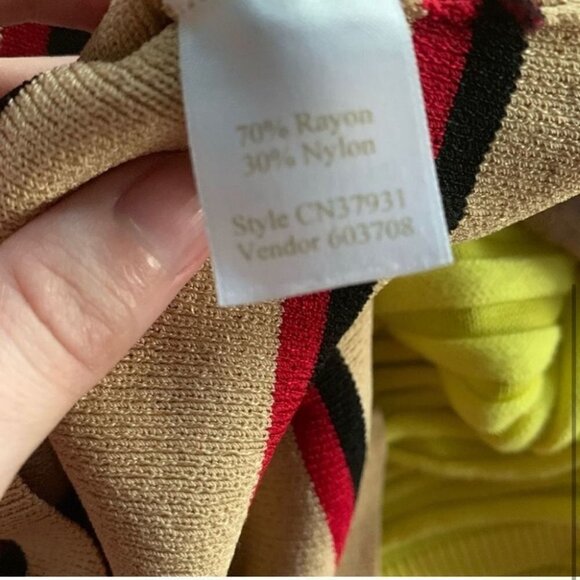 70% Rayon
30% Nylon
Style CN37931
Vendor 603708